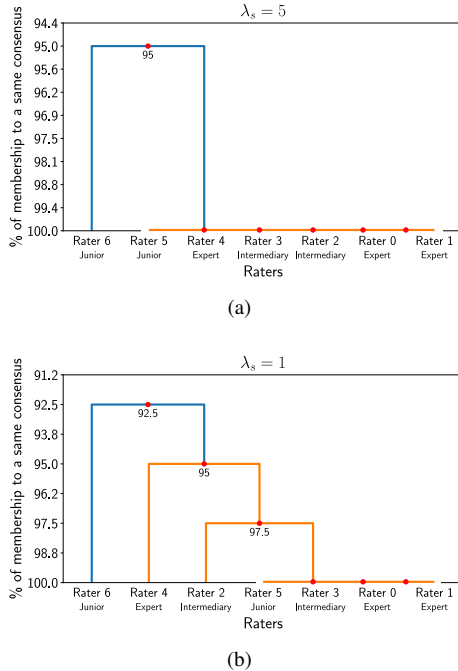 λ_s = 5
94.4
95.0
95.6
96.2
96.9
97.5
98.1
98.8
99.4
100.0
% of membership to a same consensus
95
Rater 6 Rater 5 Rater 4 Rater 3 Rater 2 Rater 0 Rater 1
Junior Junior Expert Intermediary Intermediary Expert Expert
Raters
(a)
λ_s = 1
91.2
92.5
93.8
95.0
96.2
97.5
98.8
100.0
% of membership to a same consensus
92.5
95
97.5
Rater 6 Rater 4 Rater 2 Rater 5 Rater 3 Rater 0 Rater 1
Junior Expert Intermediary Junior Intermediary Expert Expert
Raters
(b)